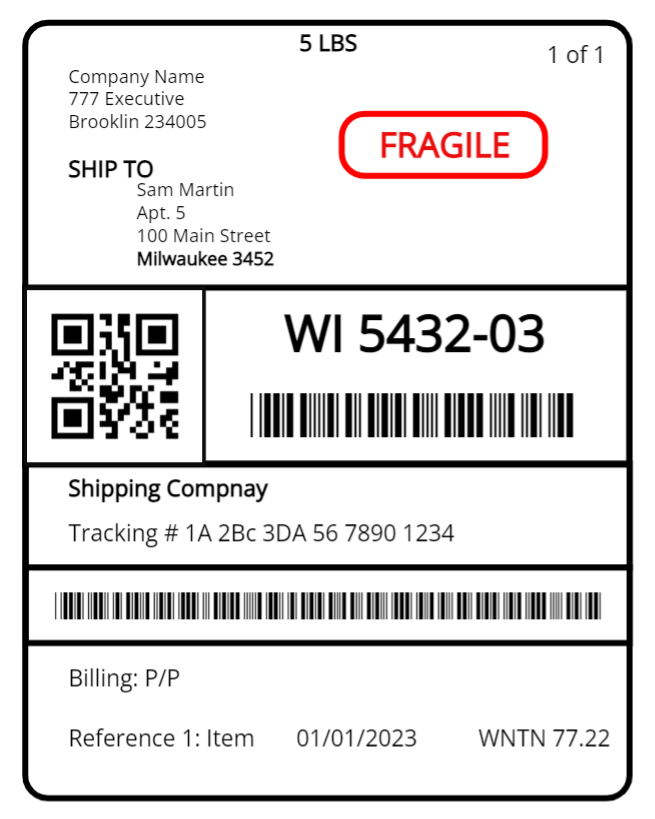 5 LBS
1 of 1
Company Name
777 Executive
Brooklin 234005
FRAGILE
SHIP TO
Sam Martin
Apt. 5
100 Main Street
Milwaukee 3452
WI 5432-03
Shipping Compnay
Tracking # 1A 2Bc 3DA 56 7890 1234
Billing: P/P
Reference 1: Item 01/01/2023 WNTN 77.22